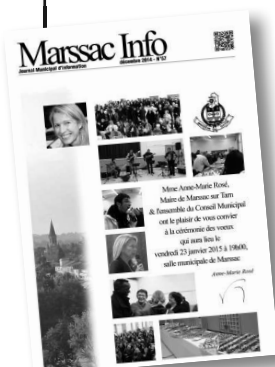 Marssac Info
Journal Municipal d'information
décembre 2014 - N°57
Mme Anne-Marie Rosé,
Maire de Marssac sur Tarn
& l'ensemble du Conseil Municipal
ont le plaisir de vous convier
à la cérémonie des voeux
qui aura lieu le
vendredi 23 janvier 2015 à 19h00,
salle municipale de Marssac
Anne-Marie Rosé